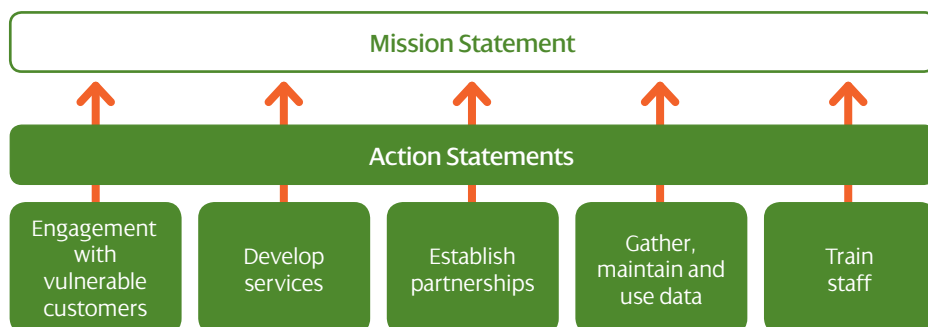 Mission Statement
Action Statements
Engagement
with
vulnerable
customers
Develop
services
Establish
partnerships
Gather,
maintain and
use data
Train
staff